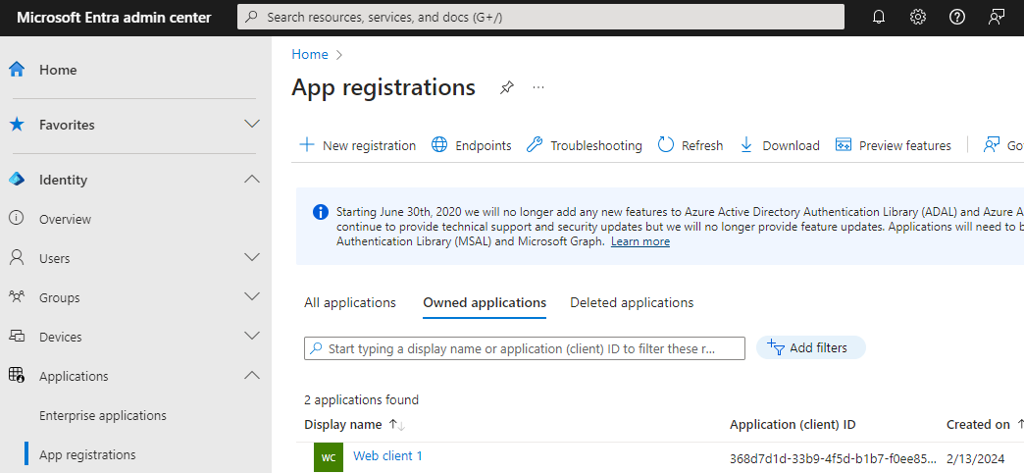 Microsoft Entra admin center
Search resources, services, and docs (G+/)
Home
Favorites
Identity
Overview
Users
Groups
Devices
Applications
Enterprise applications
App registrations
Home
App registrations
New registration Endpoints Troubleshooting Refresh Download Preview features Go
Starting June 30th, 2020 we will no longer add any new features to Azure Active Directory Authentication Library (ADAL) and Azure A
continue to provide technical support and security updates but we will no longer provide feature updates. Applications will need to b
Authentication Library (MSAL) and Microsoft Graph. Learn more
All applications Owned applications Deleted applications
Start typing a display name or application (client) ID to filter these r...
Add filters
2 applications found
Display name Application (client) ID Created on
WC Web client 1 368d7d1d-33b9-4f5d-b1b7-f0ee85... 2/13/2024